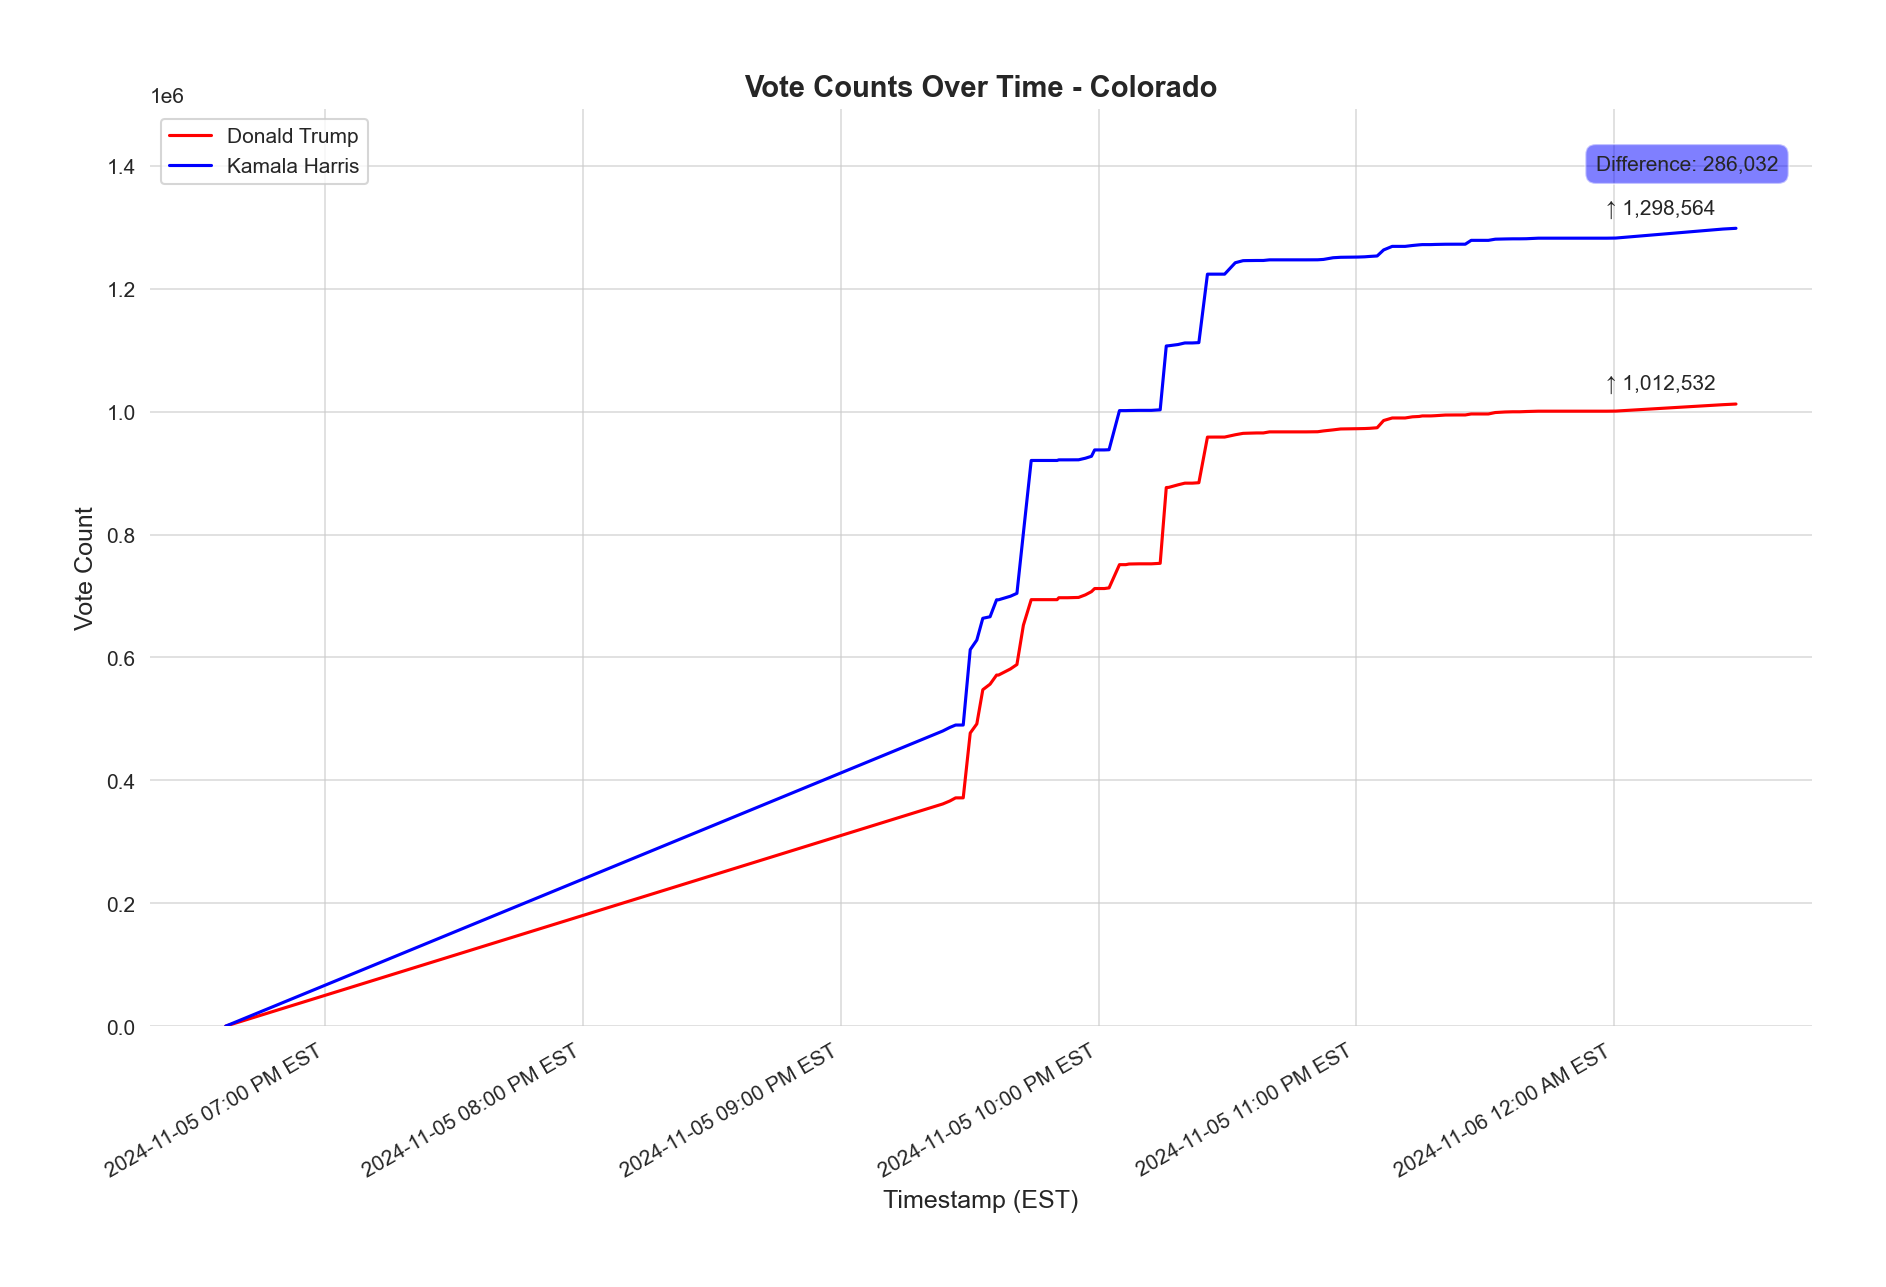 Vote Counts Over Time - Colorado
1e6
Donald Trump
Kamala Harris
Difference: 286,032
↑ 1,298,564
↑ 1,012,532
1.4
1.2
1.0
0.8
0.6
0.4
0.2
0.0
Vote Count
2024-11-05 07:00 PM EST
2024-11-05 08:00 PM EST
2024-11-05 09:00 PM EST
2024-11-05 10:00 PM EST
2024-11-05 11:00 PM EST
2024-11-06 12:00 AM EST
Timestamp (EST)